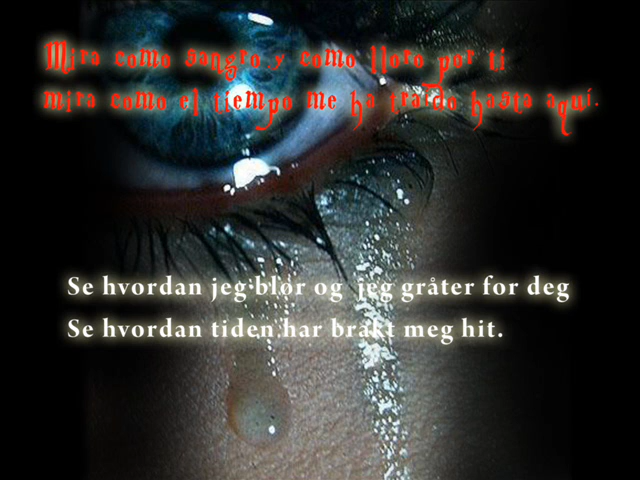 Mira como sangro y como lloro por ti
mira como el tiempo me ha traído hasta aquí.
Se hvordan jeg blør og jeg gråter for deg
Se hvordan tiden har brakt meg hit.